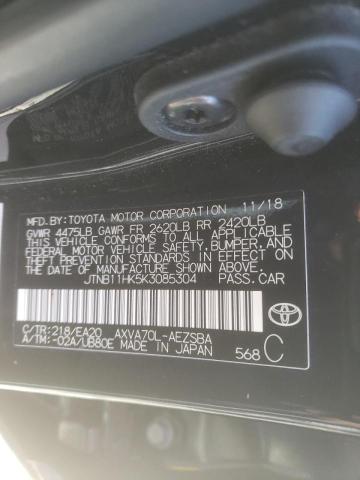 MFD.BY:TOYOTA MOTOR CORPORATION 11/18
GVWR 4475LB GAWR FR 2620LB RR 2420LB
THIS VEHICLE CONFORMS TO ALL APPLICABLE
FEDERAL MOTOR VEHICLE SAFETY, BUMPER, AND
THEFT PREVENTION STANDARDS IN EFFECT ON
THE DATE OF MANUFACTURE SHOWN ABOVE.
JTNB11HK5K3085304 PASS.CAR
C/TR:218/EA20 AXVA70L-AEZSBA
A/TM:-02A/UB80E MADE IN JAPAN 568 C